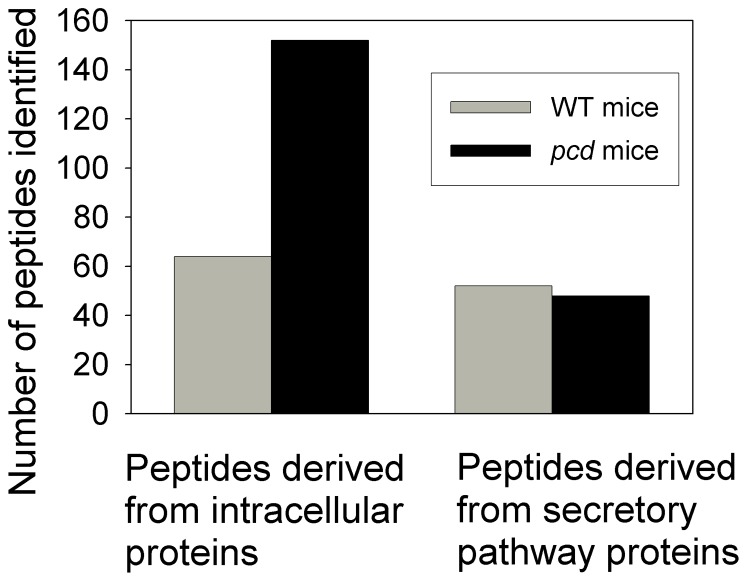 Number of peptides identified
160
140
120
100
80
60
40
20
0
WT mice
pcd mice
Peptides derived
from intracellular
proteins
Peptides derived
from secretory
pathway proteins